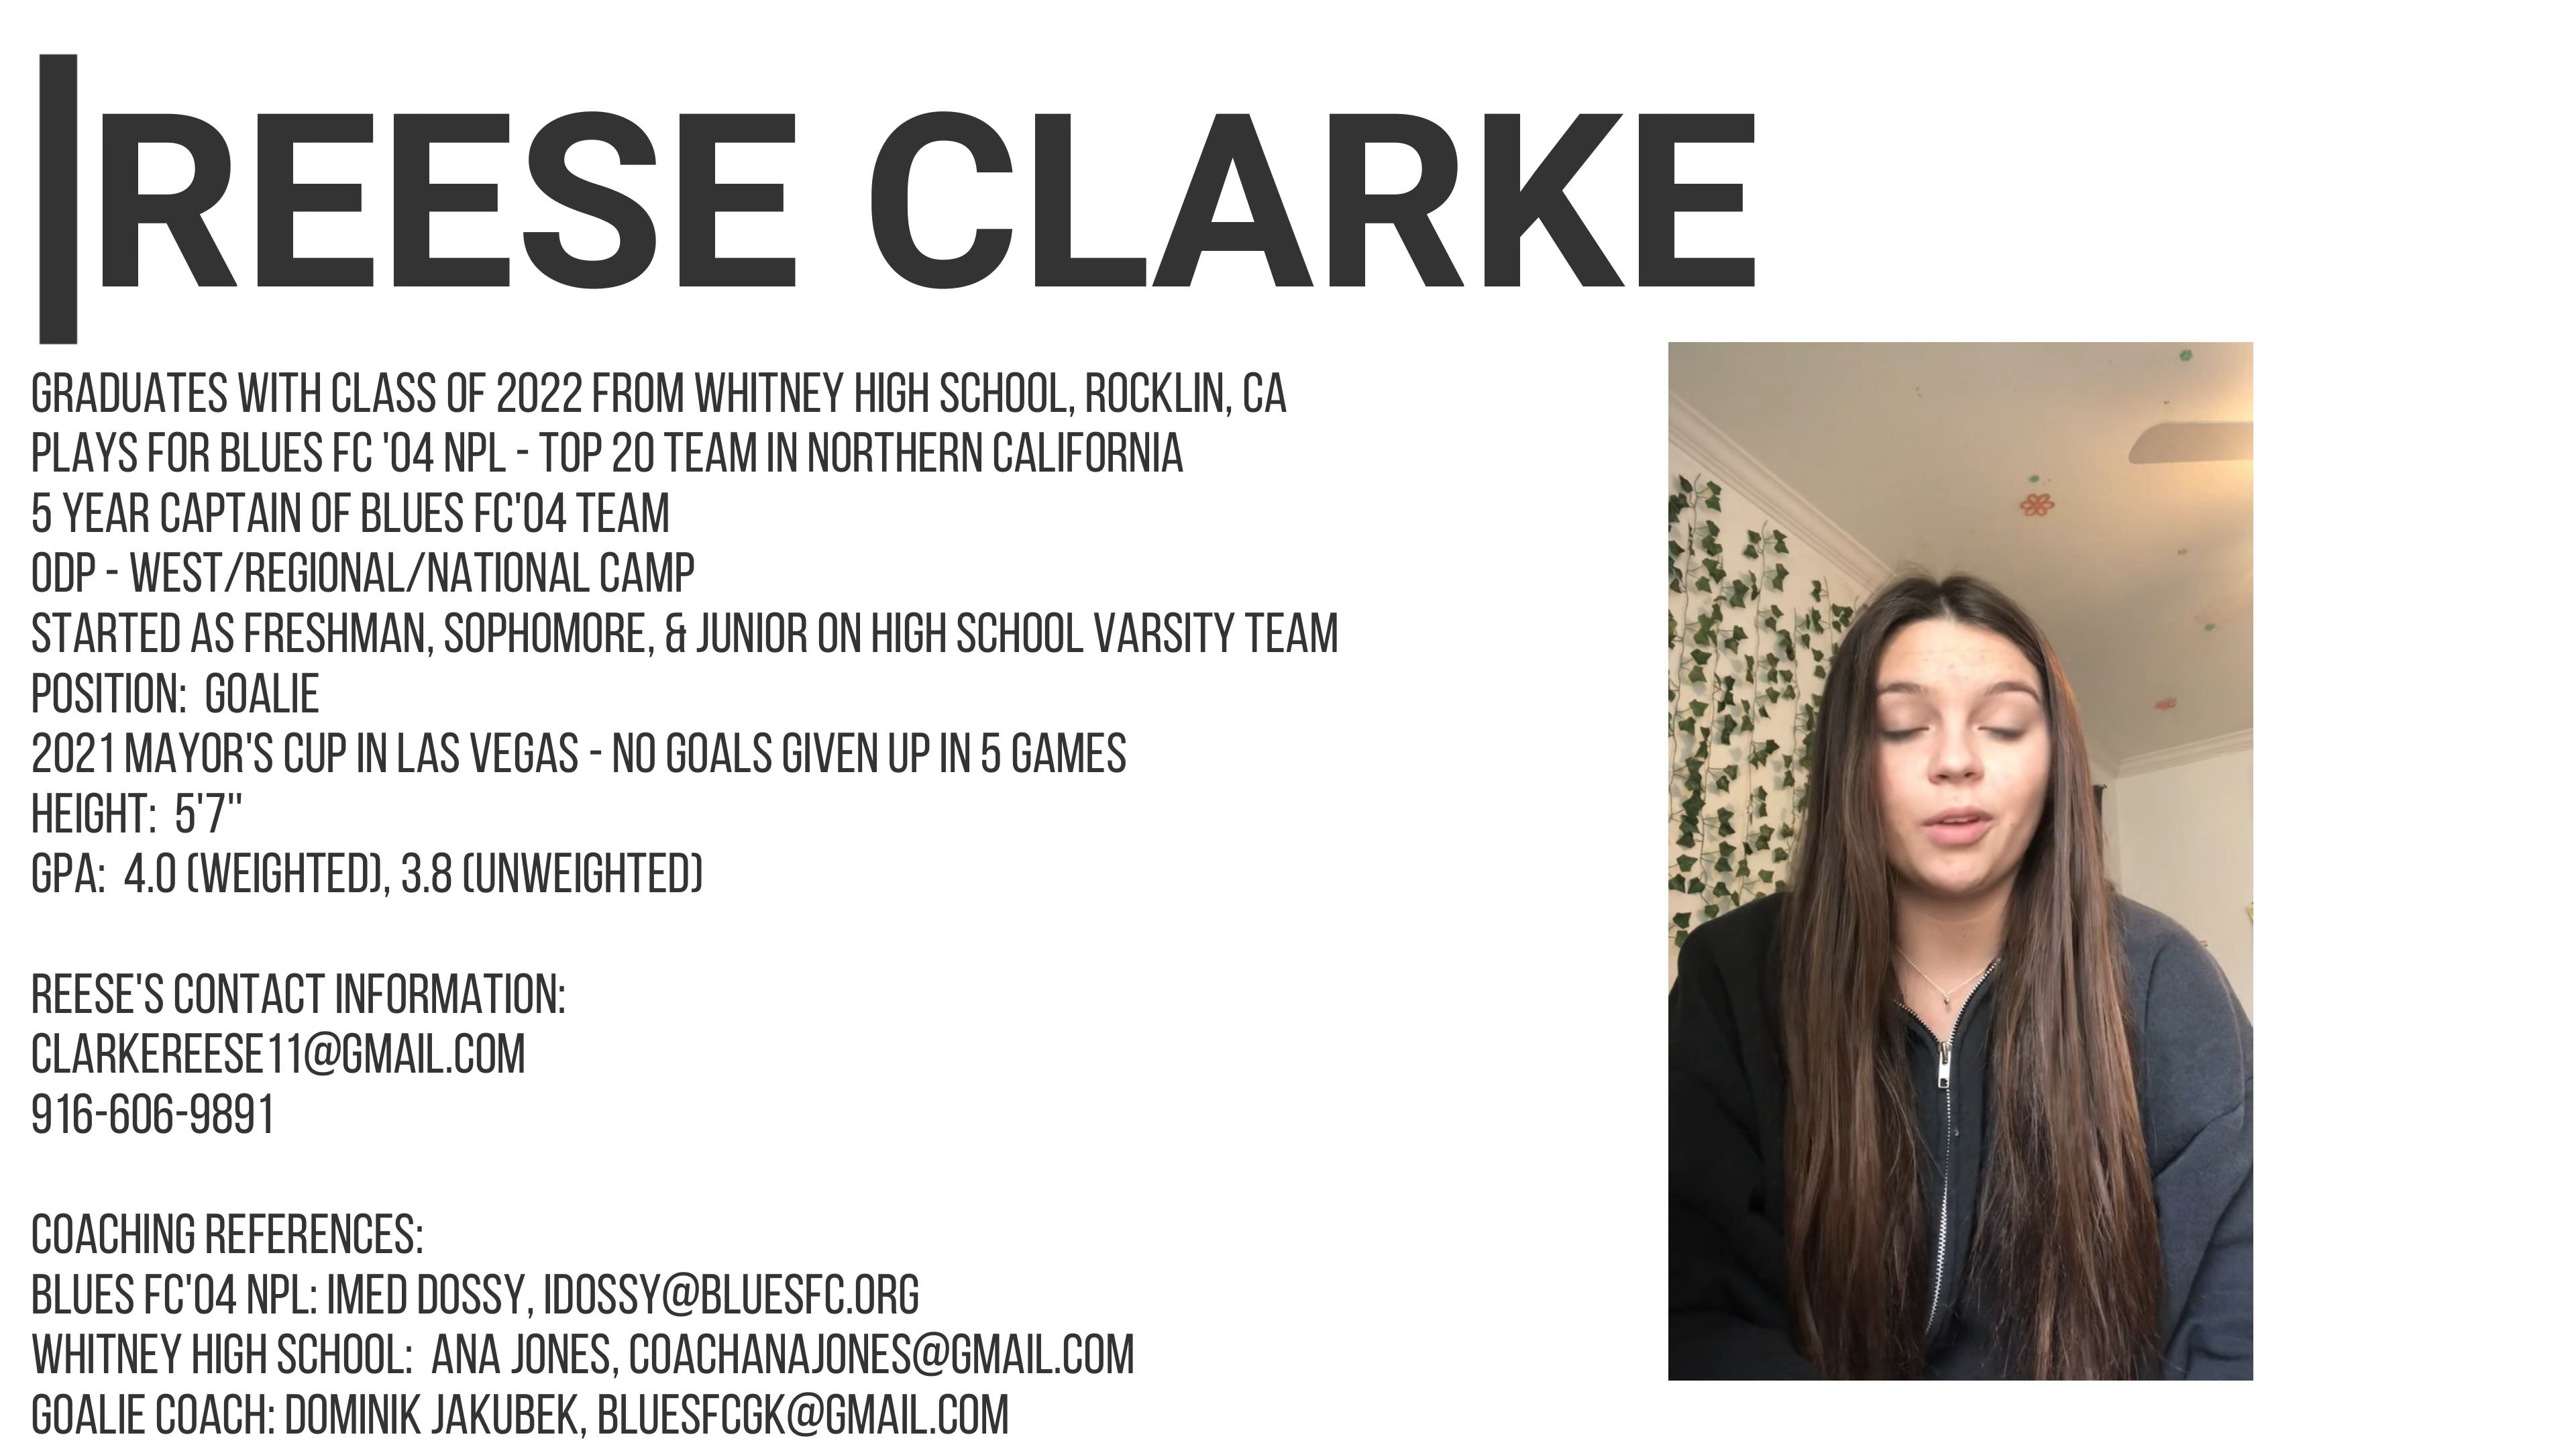 REESE CLARKE
GRADUATES WITH CLASS OF 2022 FROM WHITNEY HIGH SCHOOL, ROCKLIN, CA
PLAYS FOR BLUES FC '04 NPL - TOP 20 TEAM IN NORTHERN CALIFORNIA
5 YEAR CAPTAIN OF BLUES FC'04 TEAM
ODP - WEST/REGIONAL/NATIONAL CAMP
STARTED AS FRESHMAN, SOPHOMORE, & JUNIOR ON HIGH SCHOOL VARSITY TEAM
POSITION: GOALIE
2021 MAYOR'S CUP IN LAS VEGAS - NO GOALS GIVEN UP IN 5 GAMES
HEIGHT: 5'7"
GPA: 4.0 (WEIGHTED), 3.8 (UNWEIGHTED)
REESE'S CONTACT INFORMATION:
CLARKEREESE11@GMAIL.COM
916-606-9891
COACHING REFERENCES:
BLUES FC'04 NPL: IMED DOSSY, IDOSSY@BLUESFC.ORG
WHITNEY HIGH SCHOOL: ANA JONES, COACHANAJONES@GMAIL.COM
GOALIE COACH: DOMINIK JAKUBEK, BLUESFCGK@GMAIL.COM